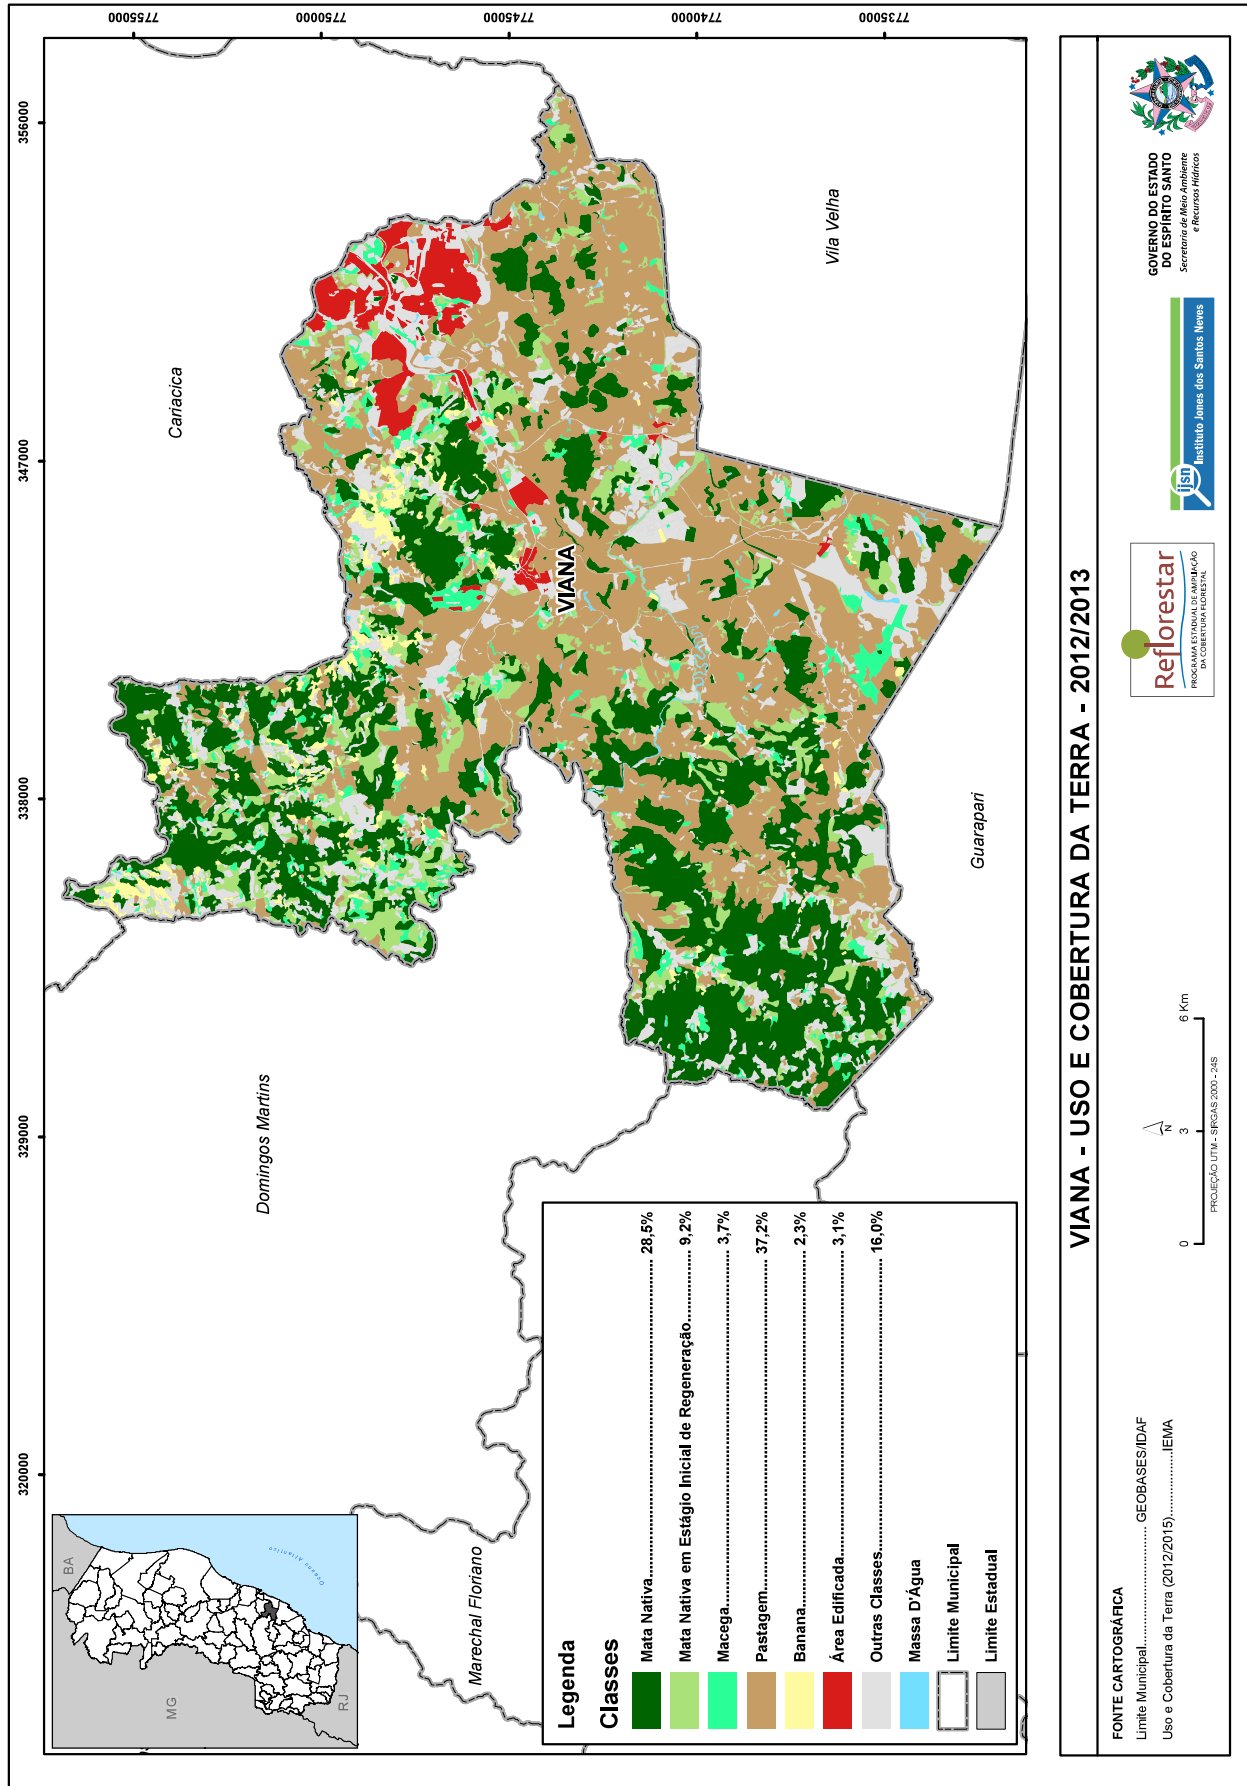 320000
329000
338000
347000
356000
7755000
7750000
7745000
7740000
7735000
BA
MG
RJ
Oceano Atlântico
Cariacica
Domingos Martins
Vila Velha
VIANA
Guarapari
Marechal Floriano
Legenda
Classes
Mata Nativa 28,5%
Mata Nativa em Estágio Inicial de Regeneração 9,2%
Macega 3,7%
Pastagem 37,2%
Banana 2,3%
Área Edificada 3,1%
Outras Classes 16,0%
Massa D'Água
Limite Municipal
Limite Estadual
VIANA - USO E COBERTURA DA TERRA - 2012/2013
FONTE CARTOGRÁFICA
Limite Municipal GEOBASES/IDAF
Uso e Cobertura da Terra (2012/2015) IEMA
N
0 3 6 Km
PROJEÇÃO UTM - SIRGAS 2000 - 24S
Reflorestar
PROGRAMA ESTADUAL DE AMPLIAÇÃO
DA COBERTURA FLORESTAL
ijsn
Instituto Jones dos Santos Neves
GOVERNO DO ESTADO
DO ESPÍRITO SANTO
Secretaria de Meio Ambiente
e Recursos Hídricos